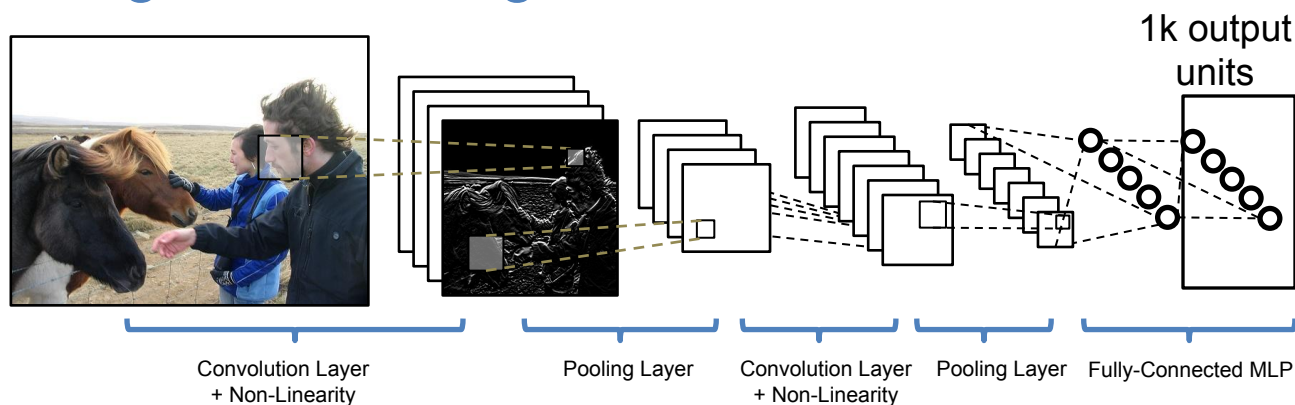 1k output
units
Convolution Layer
+ Non-Linearity
Pooling Layer
Convolution Layer
+ Non-Linearity
Pooling Layer
Fully-Connected MLP